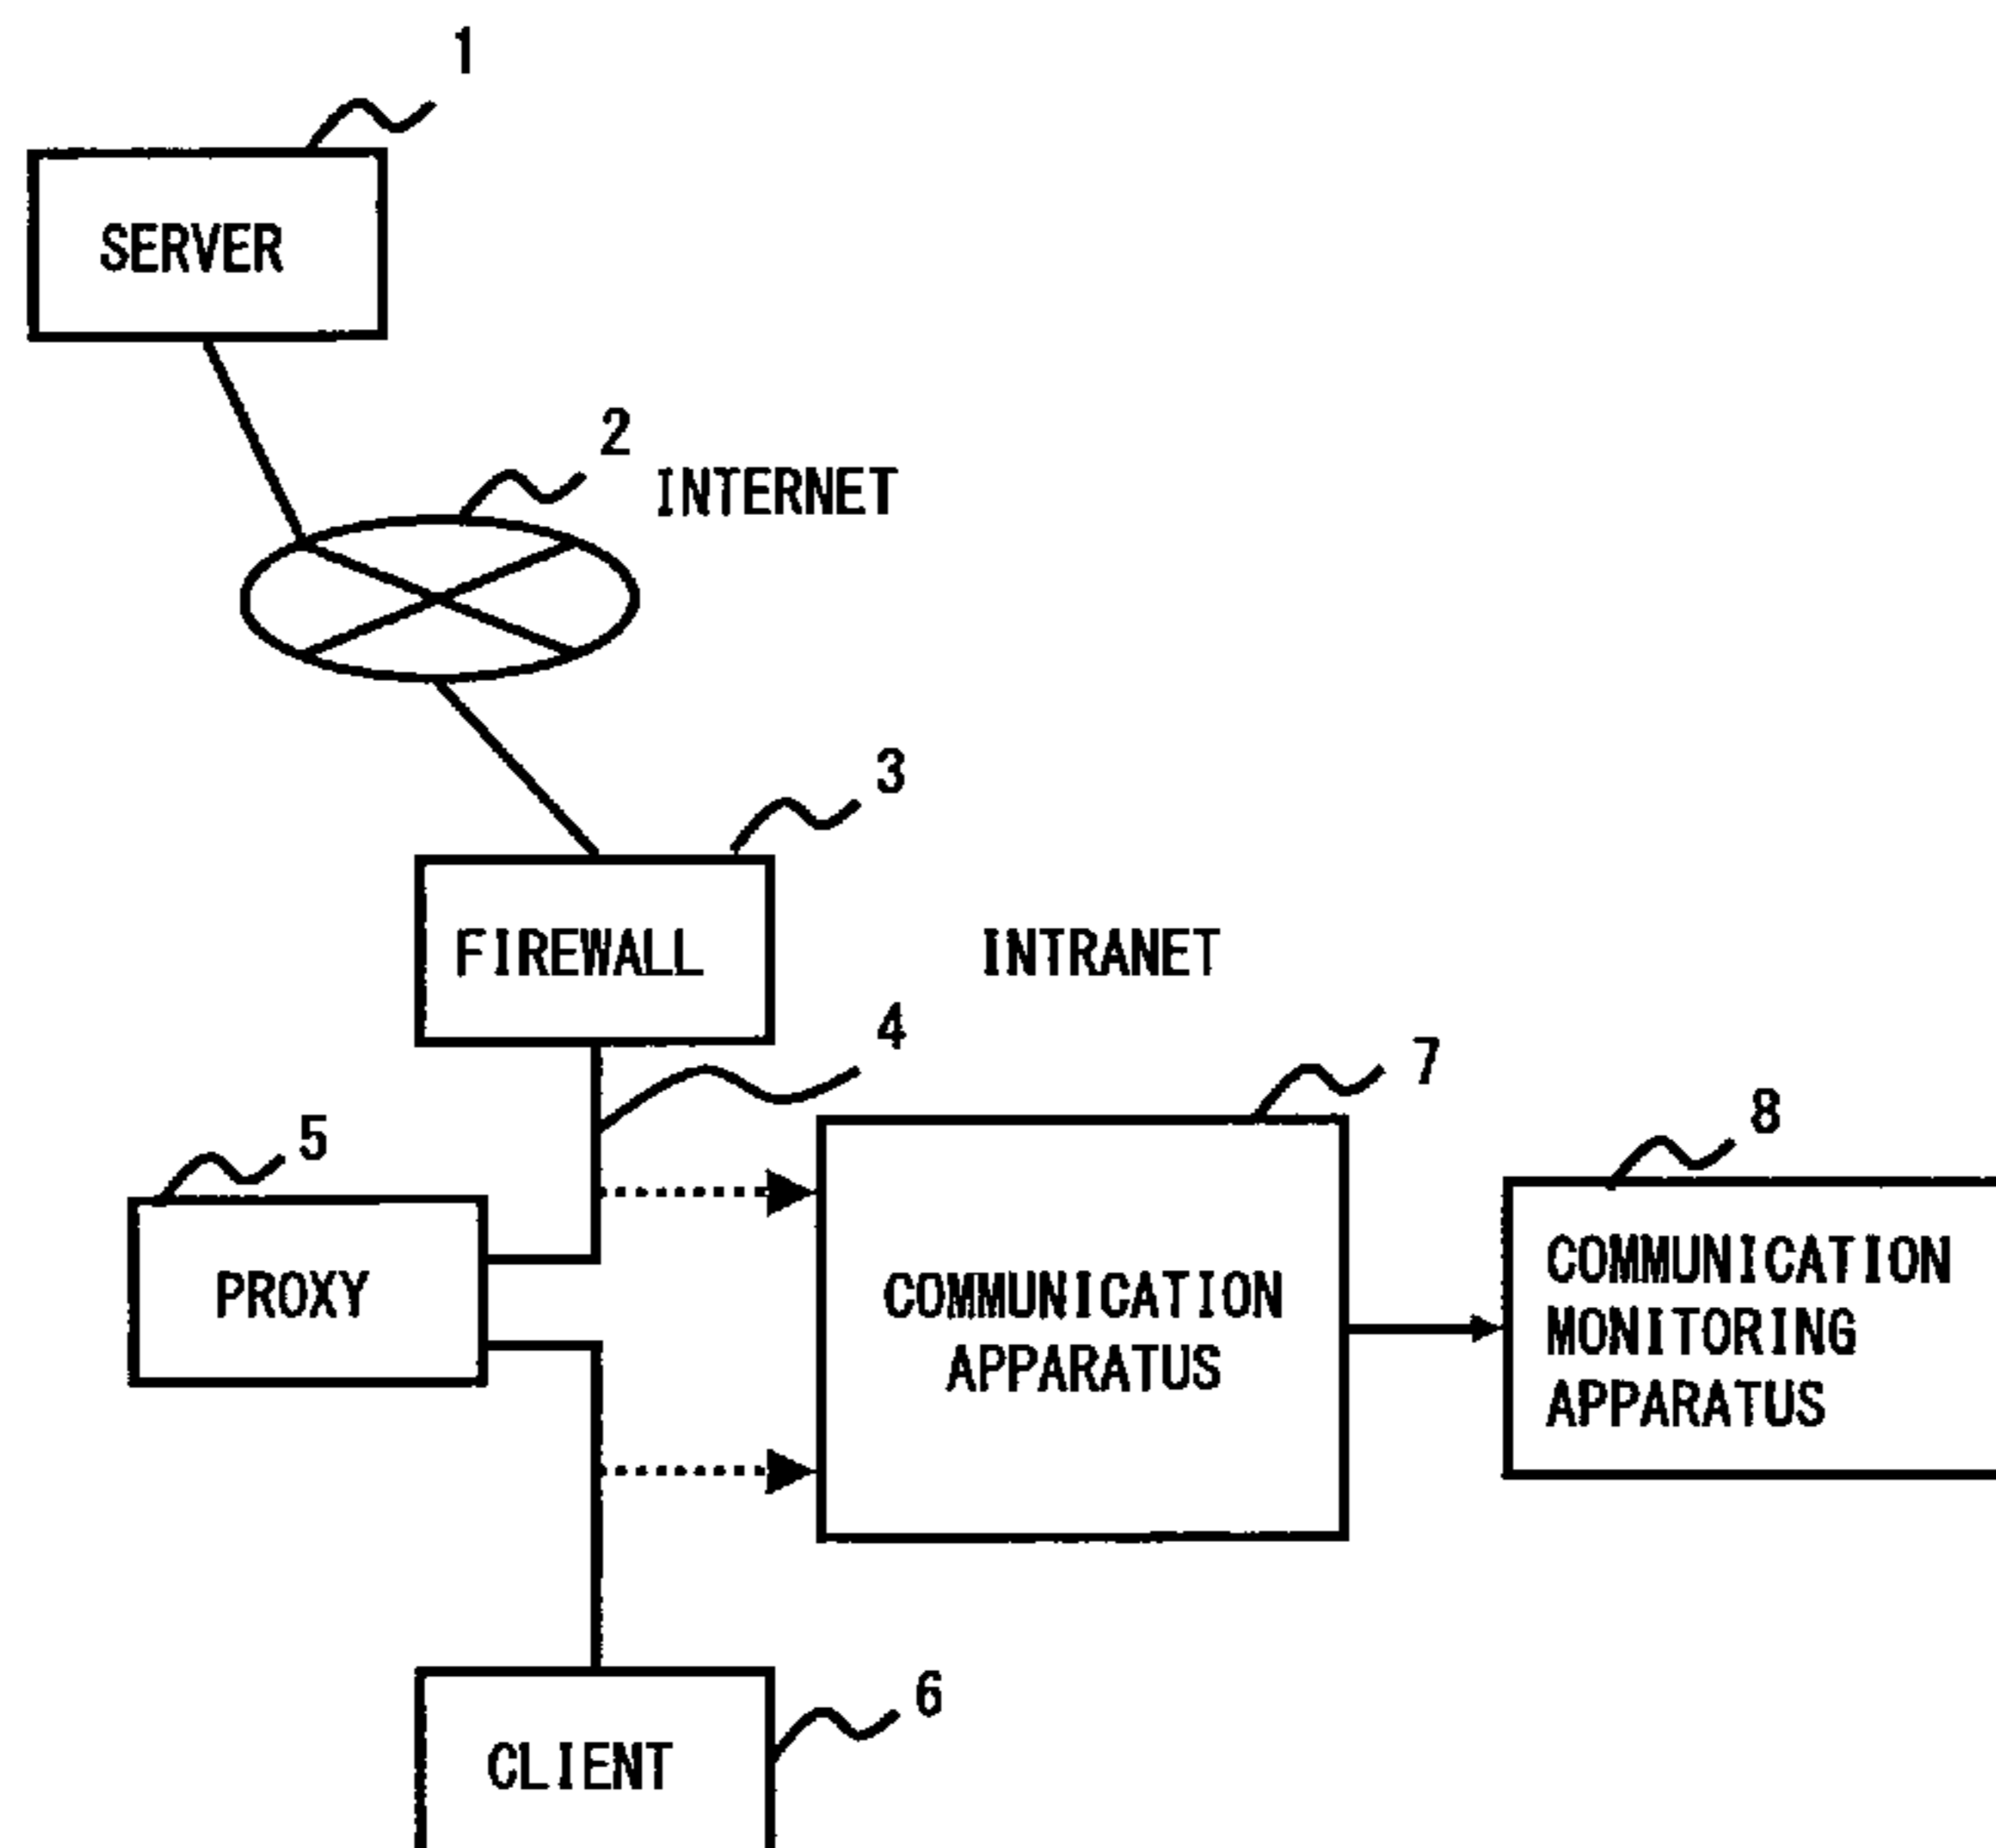 1
SERVER
2
INTERNET
3
FIREWALL
INTRANET
4
7
8
5
PROXY
COMMUNICATION
APPARATUS
COMMUNICATION
MONITORING
APPARATUS
6
CLIENT